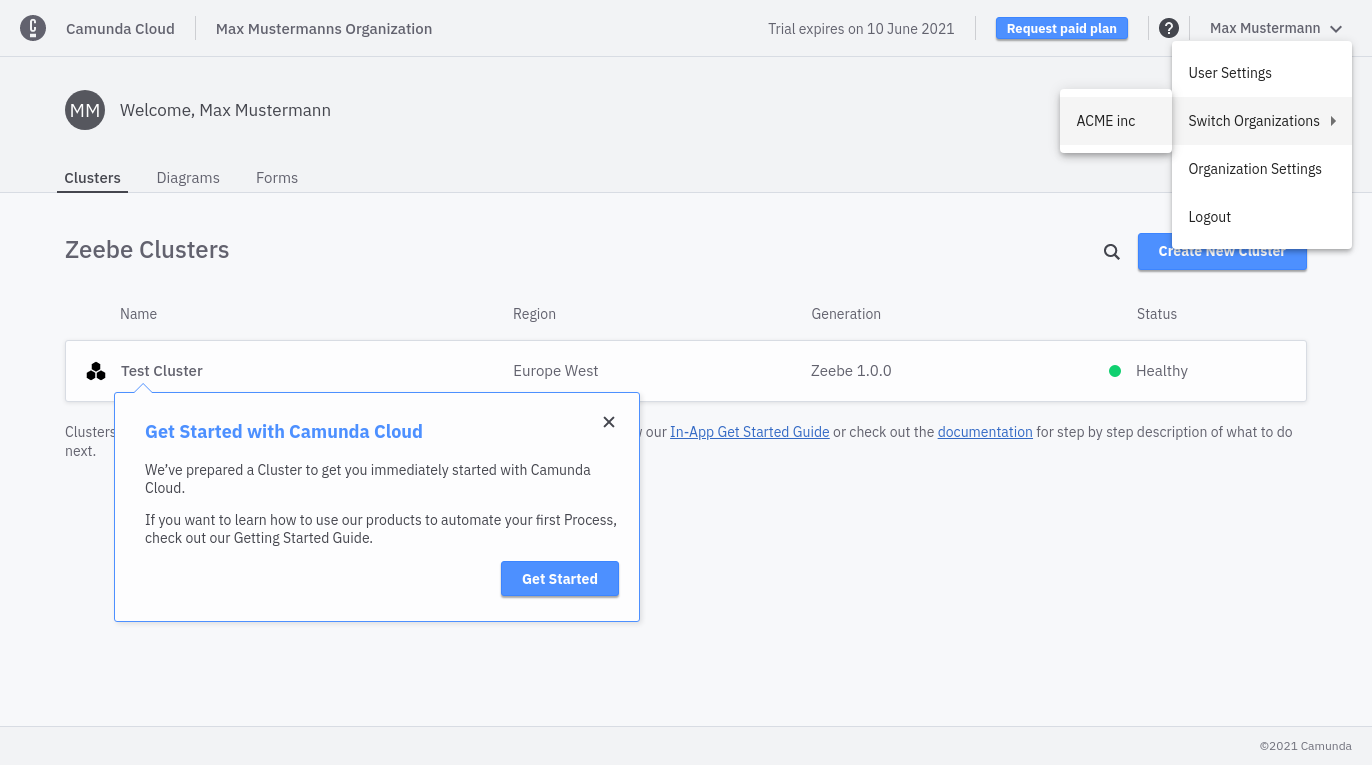 Camunda Cloud
Max Mustermanns Organization
Trial expires on 10 June 2021
Request paid plan
?
Max Mustermann
User Settings
Switch Organizations
ACME inc
Organization Settings
Logout
MM
Welcome, Max Mustermann
Clusters
Diagrams
Forms
Zeebe Clusters
Create New Cluster
Name
Region
Generation
Status
Test Cluster
Europe West
Zeebe 1.0.0
Healthy
Clusters
our In-App Get Started Guide or check out the documentation for step by step description of what to do
next.
Get Started with Camunda Cloud
We’ve prepared a Cluster to get you immediately started with Camunda
Cloud.
If you want to learn how to use our products to automate your first Process,
check out our Getting Started Guide.
Get Started
©2021 Camunda